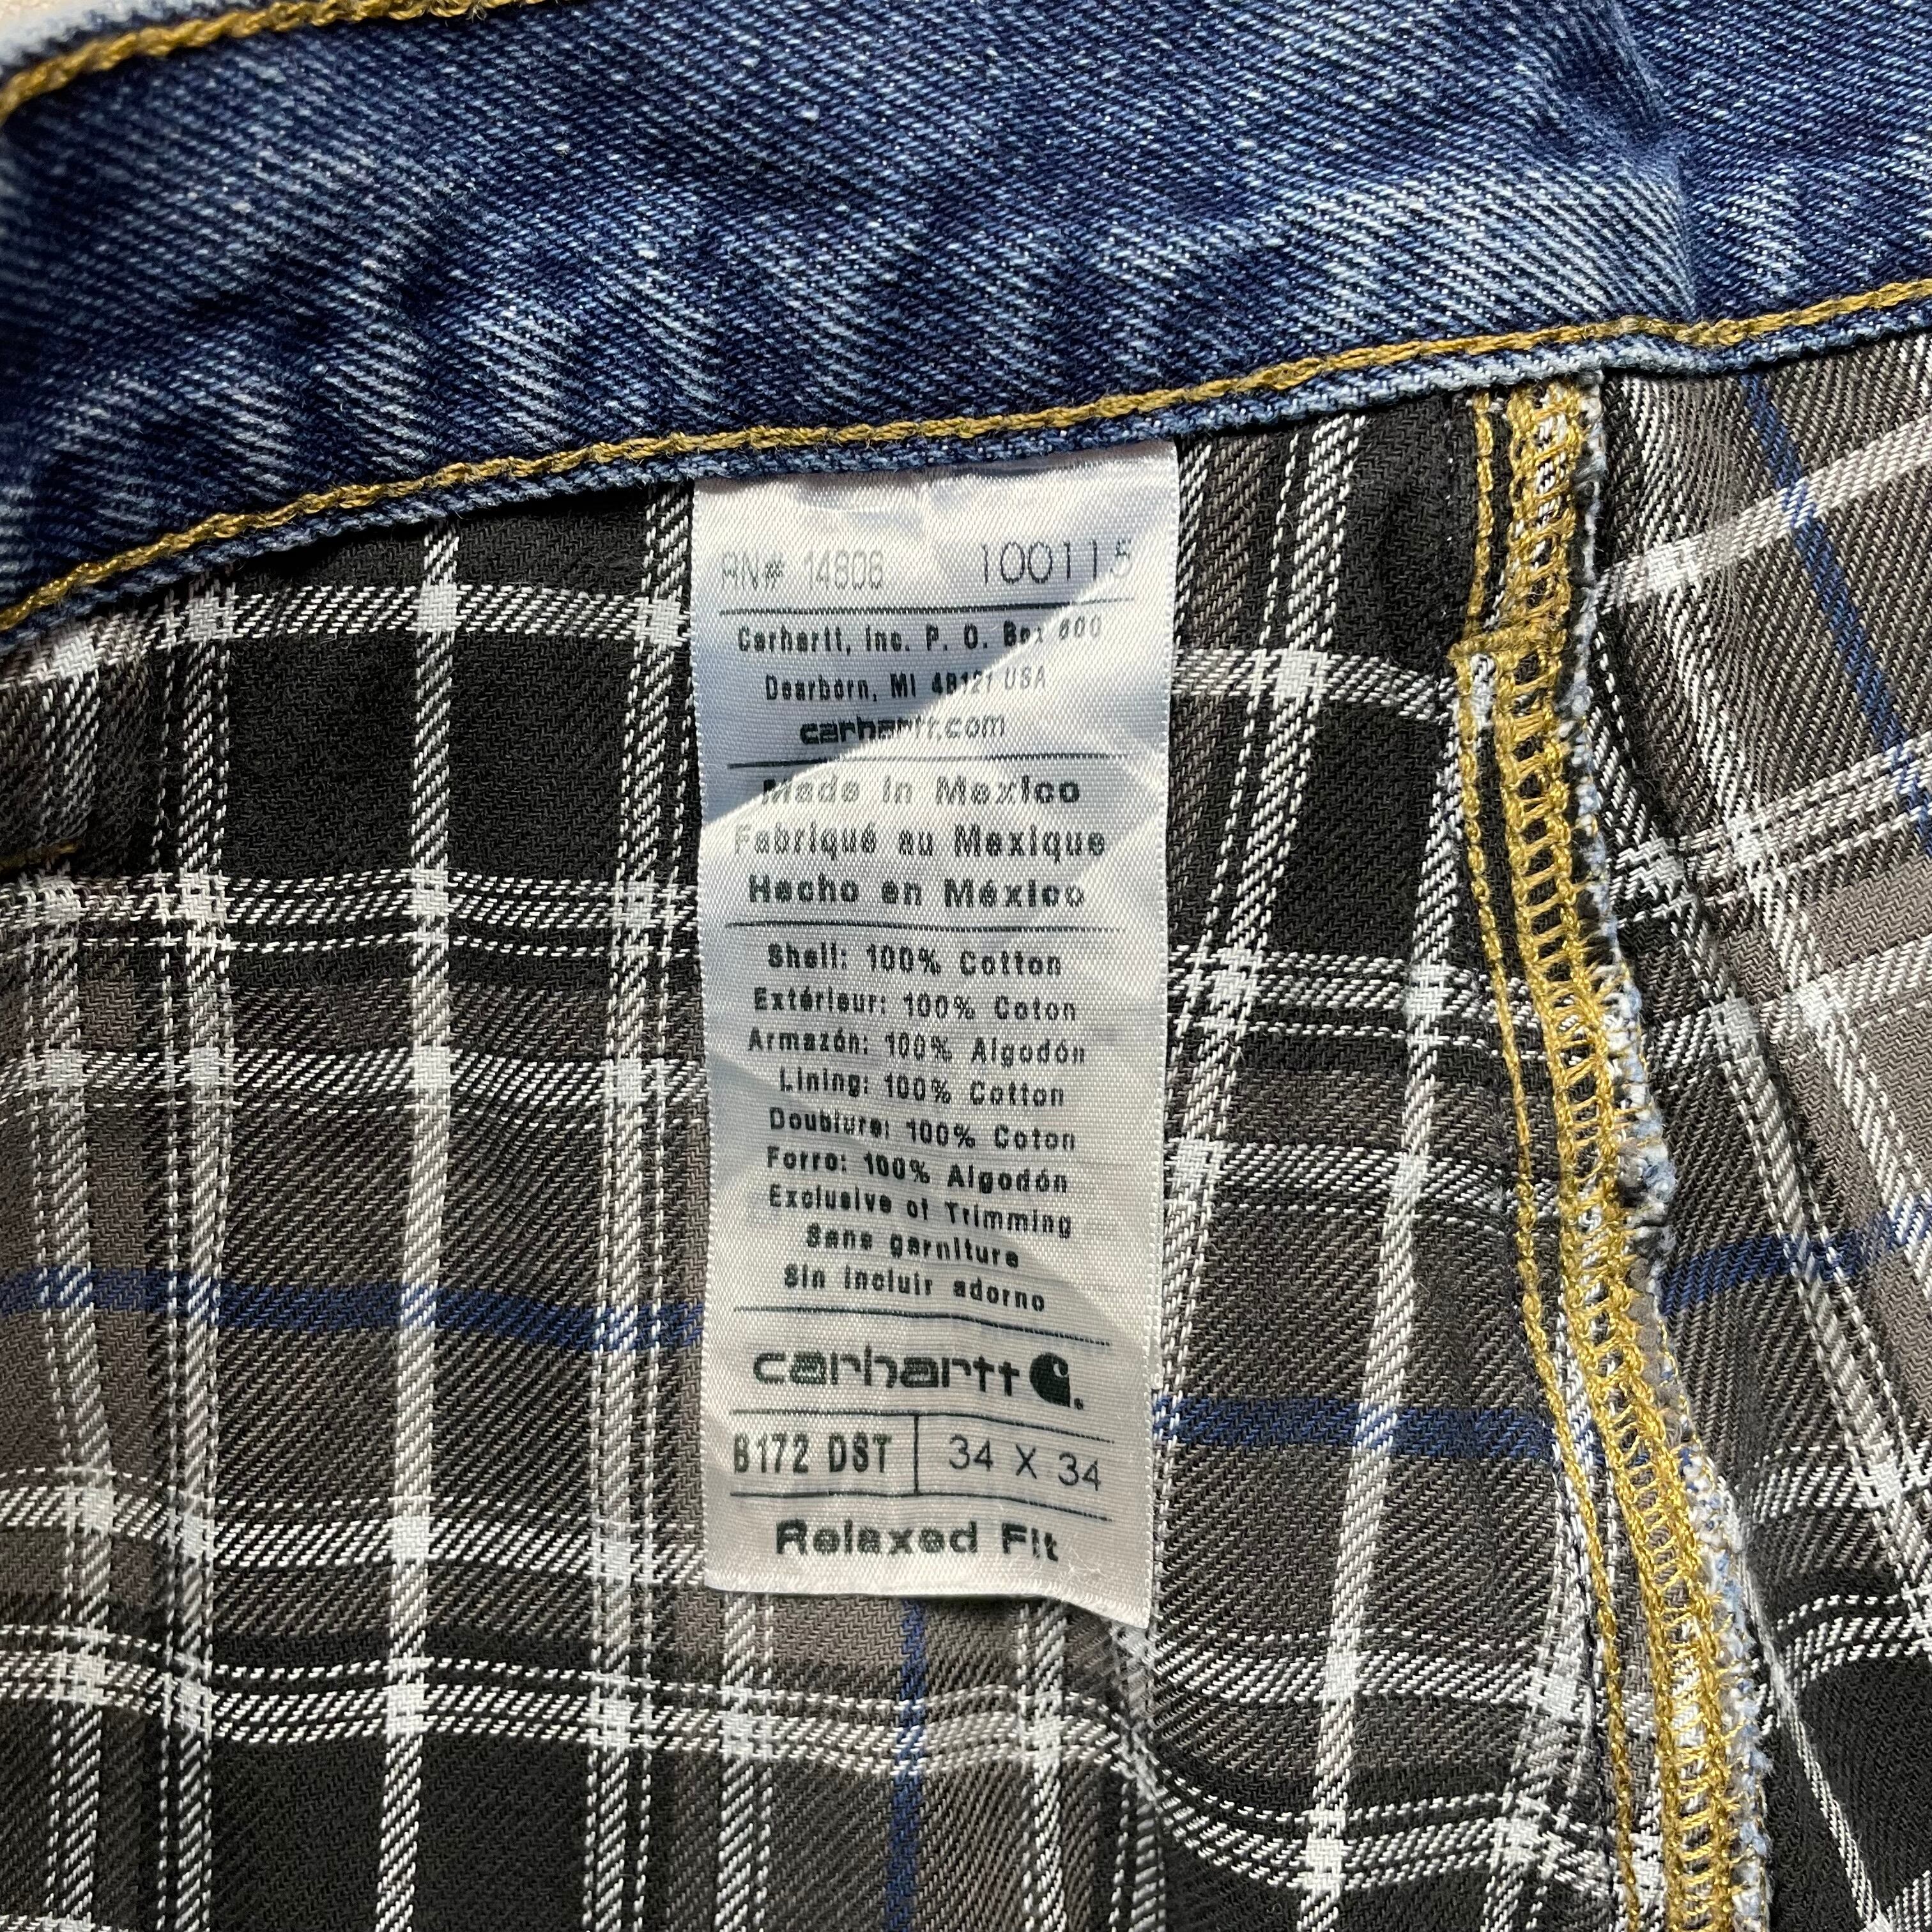 RN# 14806 100115
Carhartt, Inc. P. O. Box 600
Dearborn, MI 48121 USA
carhartt.com
Made in Mexico
Fabriqué au Mexique
Hecho en México
Shell: 100% Cotton
Extérieur: 100% Coton
Armazón: 100% Algodón
Lining: 100% Cotton
Doublure: 100% Coton
Forro: 100% Algodón
Exclusive of Trimming
Sans garniture
Sin incluir adorno
carhartt
B172 DST 34 X 34
Relaxed Fit